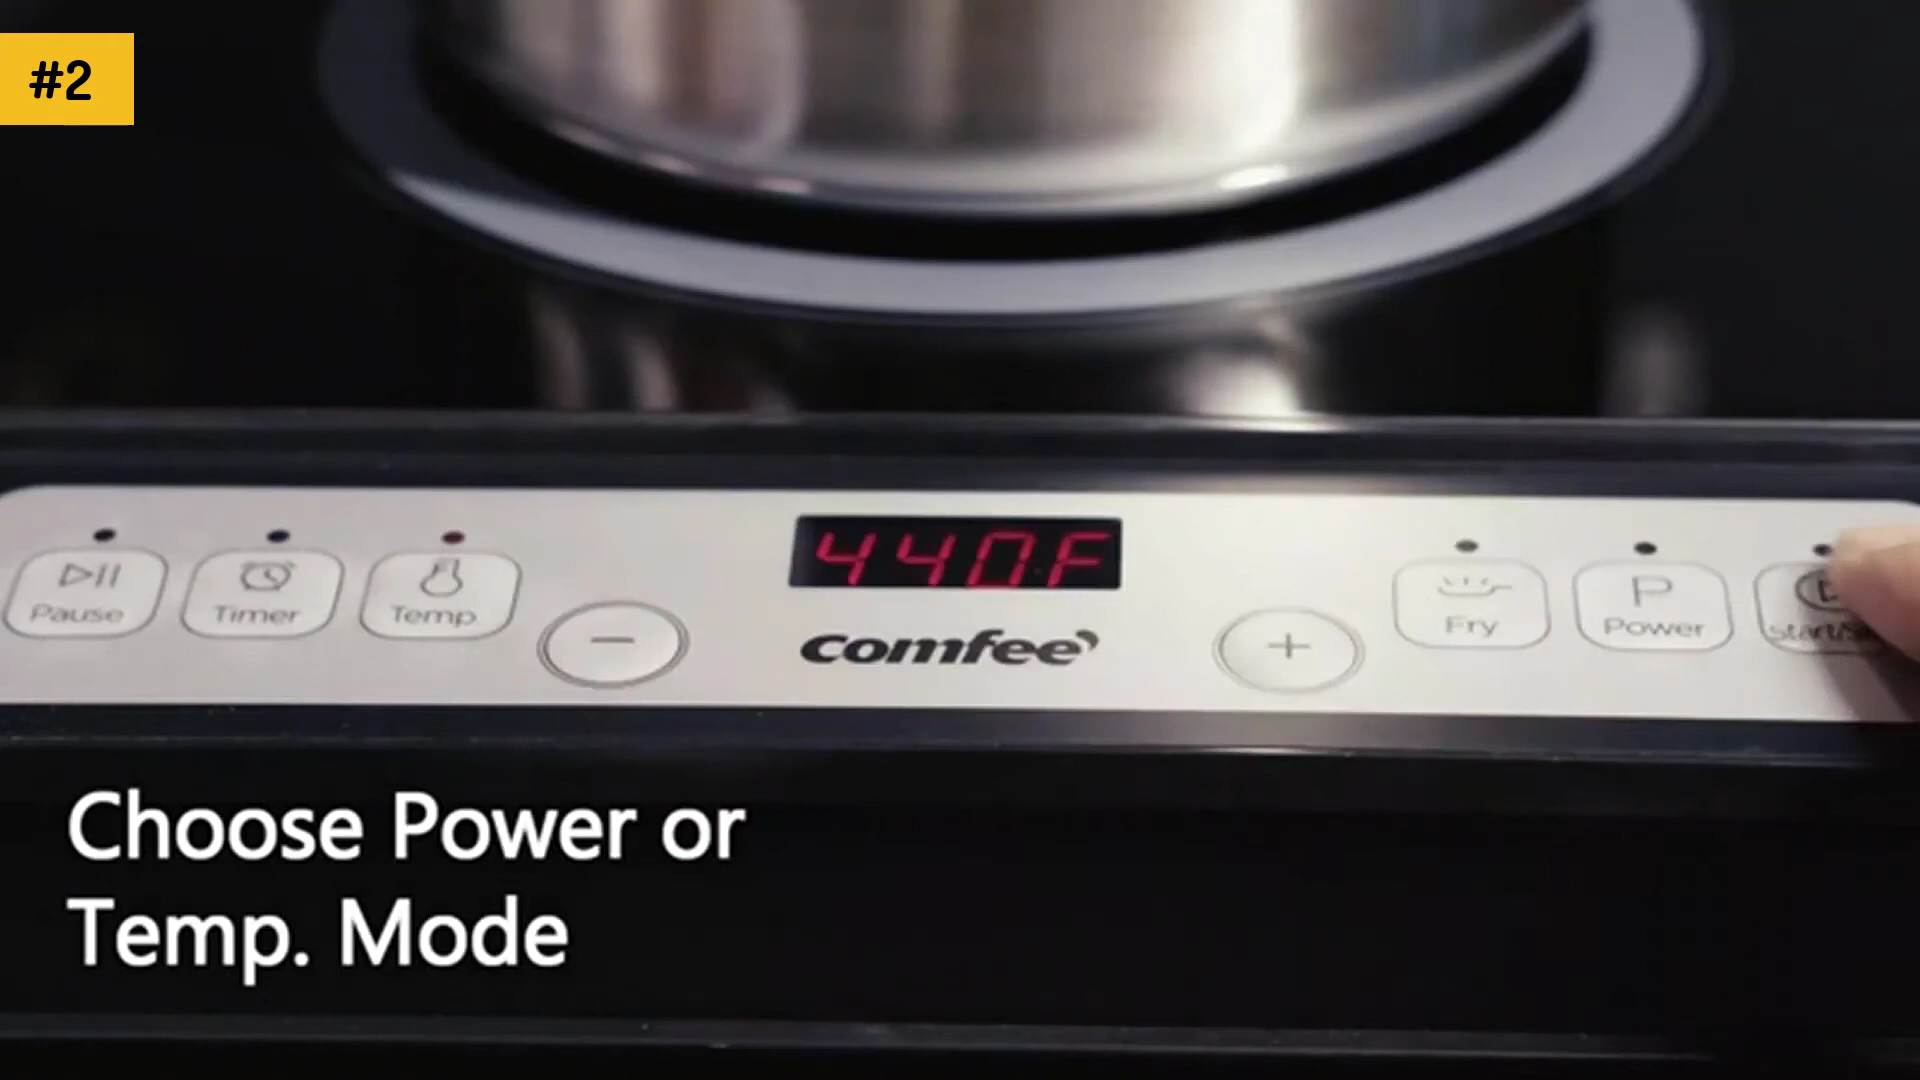 #2
440F
Pause
Timer
Temp.
−
comfee'
+
Fry
P
Power
Choose Power or
Temp. Mode